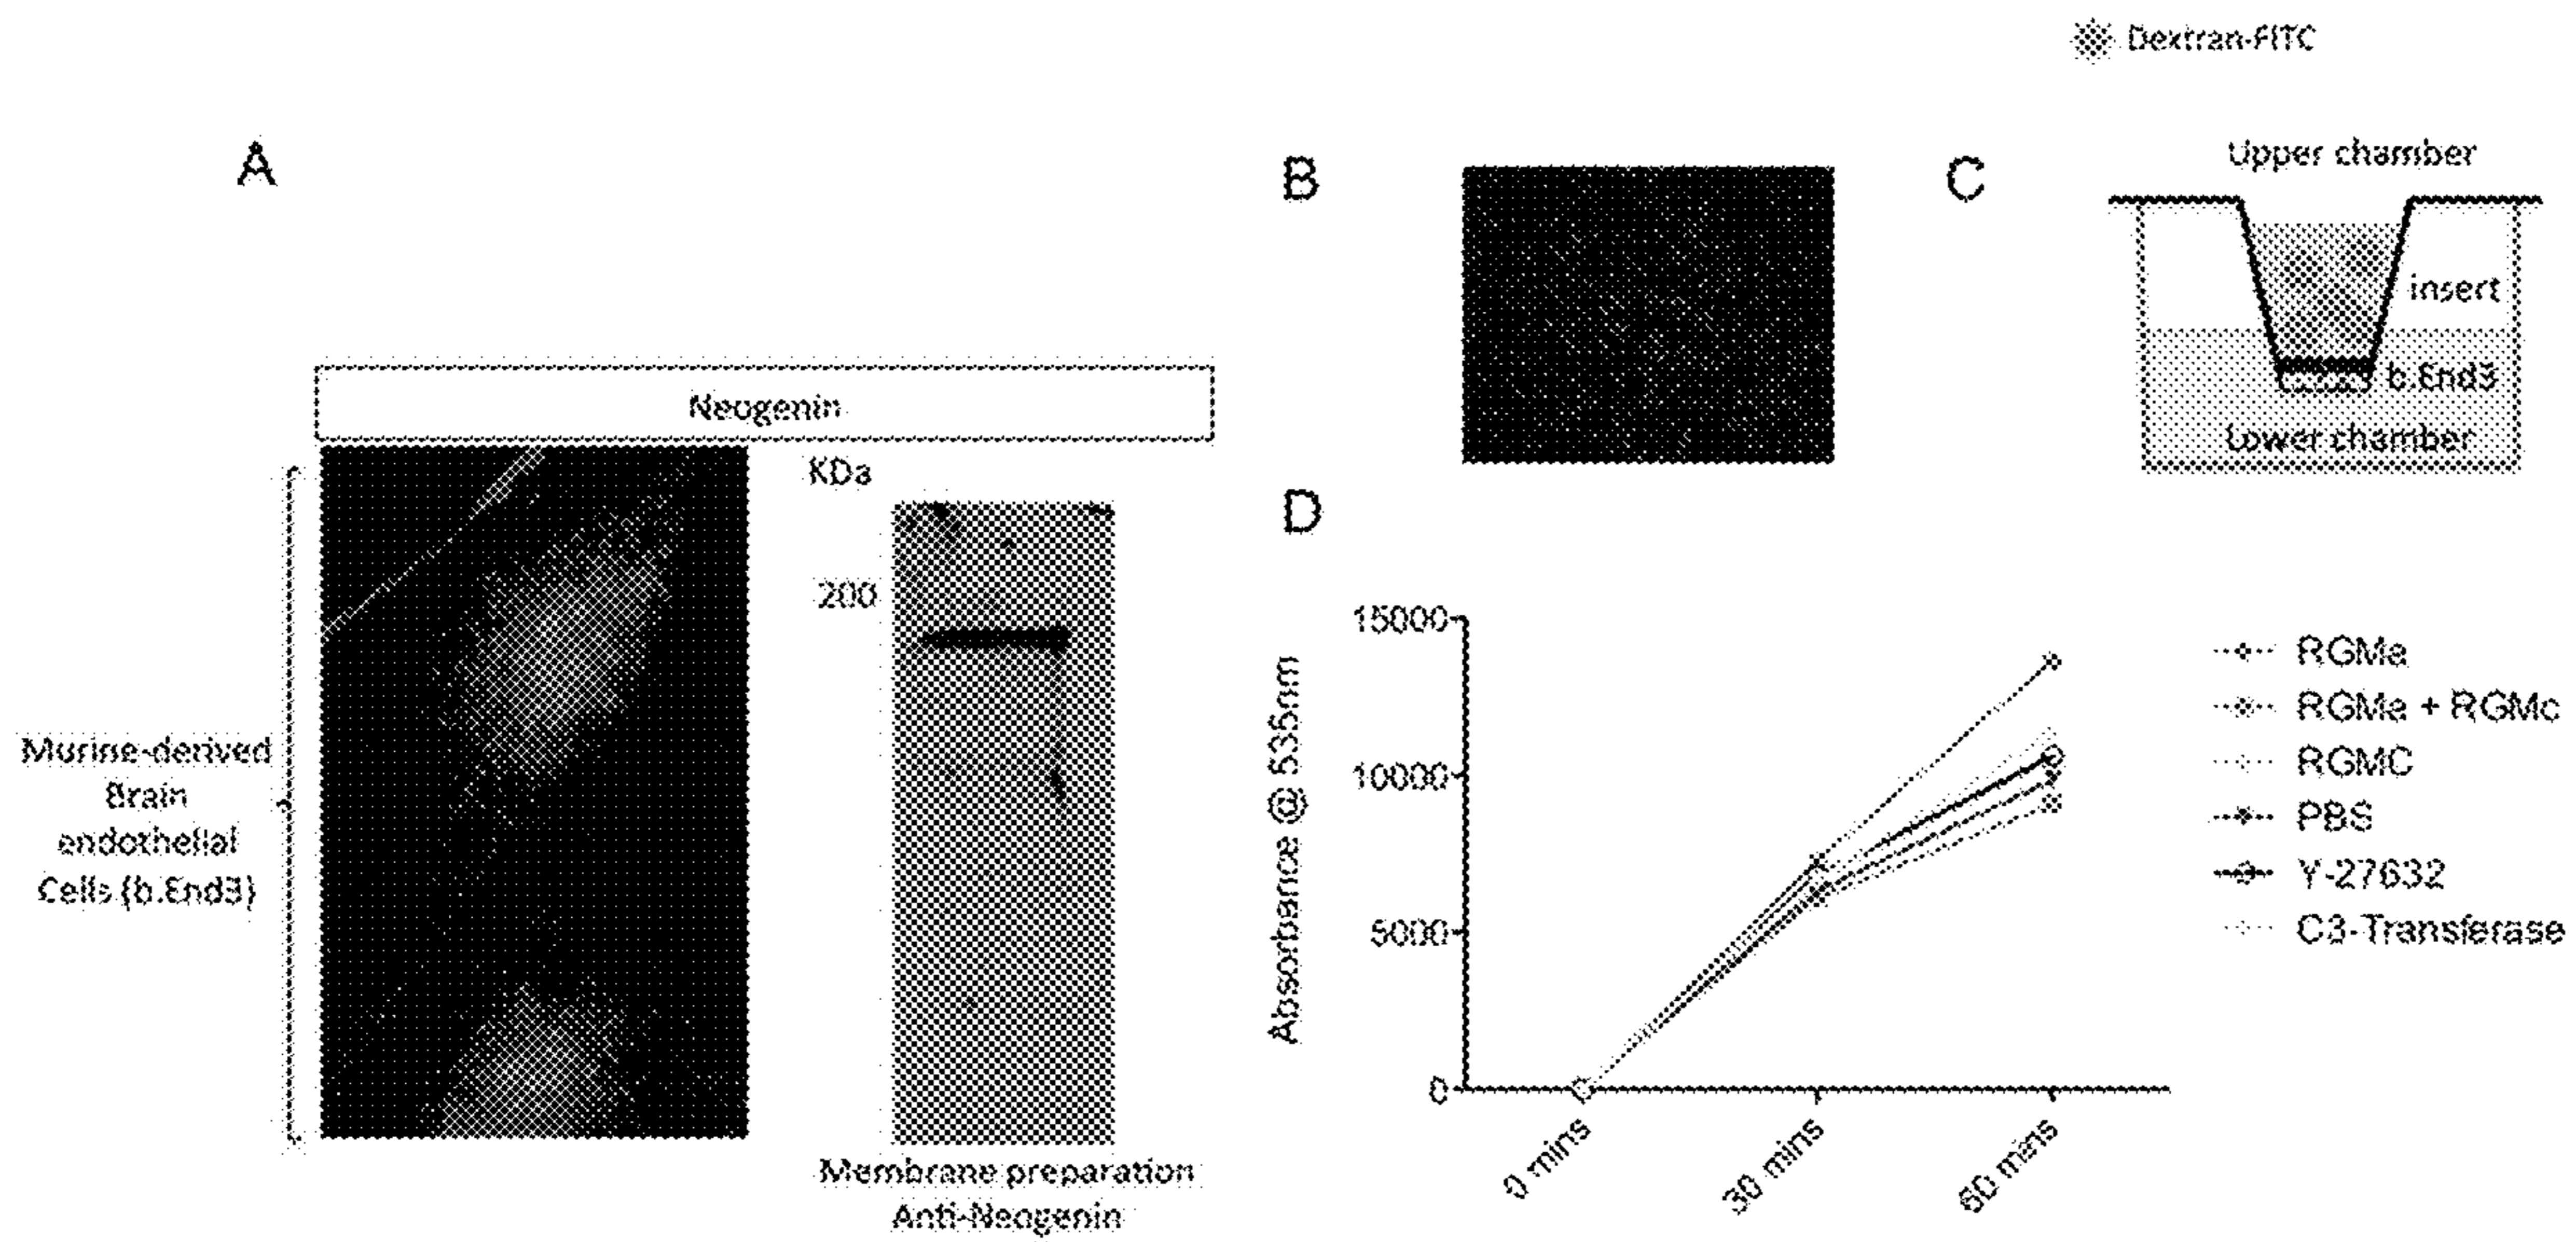 Dextran-FITC
A
B
C
Upper chamber
insert
b.End3
Lower chamber
Neogenin
KDa
200
Murine-derived
Brain
endothelial
Cells (b.End3)
Membrane preparation
Anti-Neogenin
D
Absorbance @ 535nm
15000
10000
5000
0
0 mins
30 mins
60 mins
RGMa
RGMa + RGMc
RGMC
PBS
Y-27632
C3-Transferase